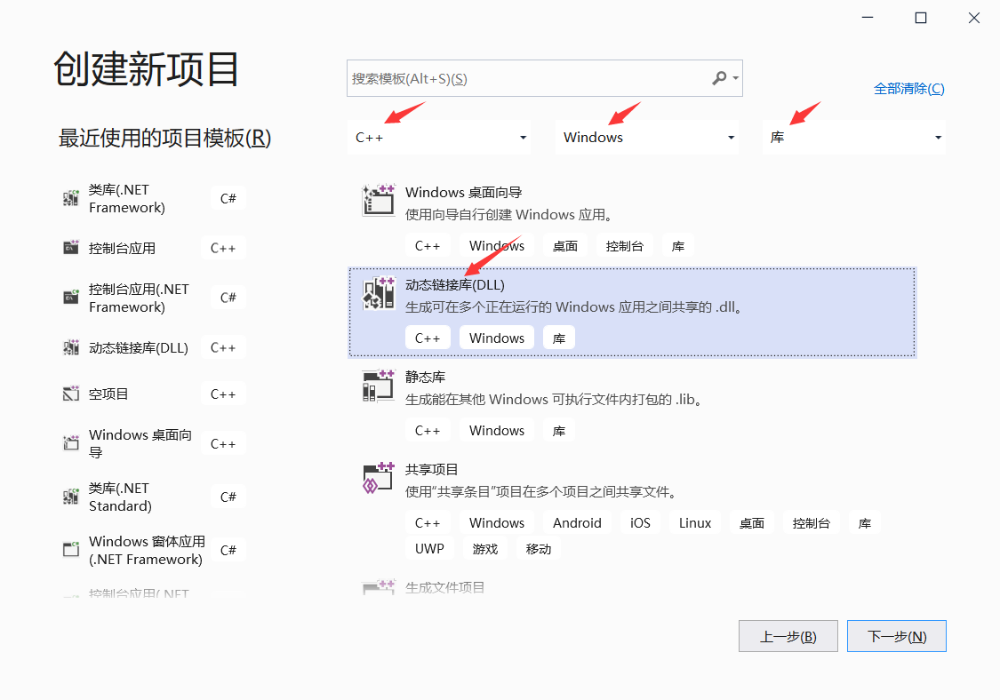 创建新项目
搜索模板(Alt+S)(S)
全部清除(C)
最近使用的项目模板(R)
C++
Windows
库
类库(.NET
Framework)
C#
控制台应用
C++
控制台应用(.NET
Framework)
C#
动态链接库(DLL)
C++
空项目
C++
Windows 桌面向
导
C++
类库(.NET
Standard)
C#
Windows 窗体应用
(.NET Framework)
C#
控制台应用(.NET
Windows 桌面向导
使用向导自行创建 Windows 应用。
C++ Windows 桌面 控制台 库
动态链接库(DLL)
生成可在多个正在运行的 Windows 应用之间共享的 .dll。
C++ Windows 库
静态库
生成能在其他 Windows 可执行文件内打包的 .lib。
C++ Windows 库
共享项目
使用“共享条目”项目在多个项目之间共享文件。
C++ Windows Android iOS Linux 桌面 控制台 库
UWP 游戏 移动
生成文件项目
上一步(B)
下一步(N)